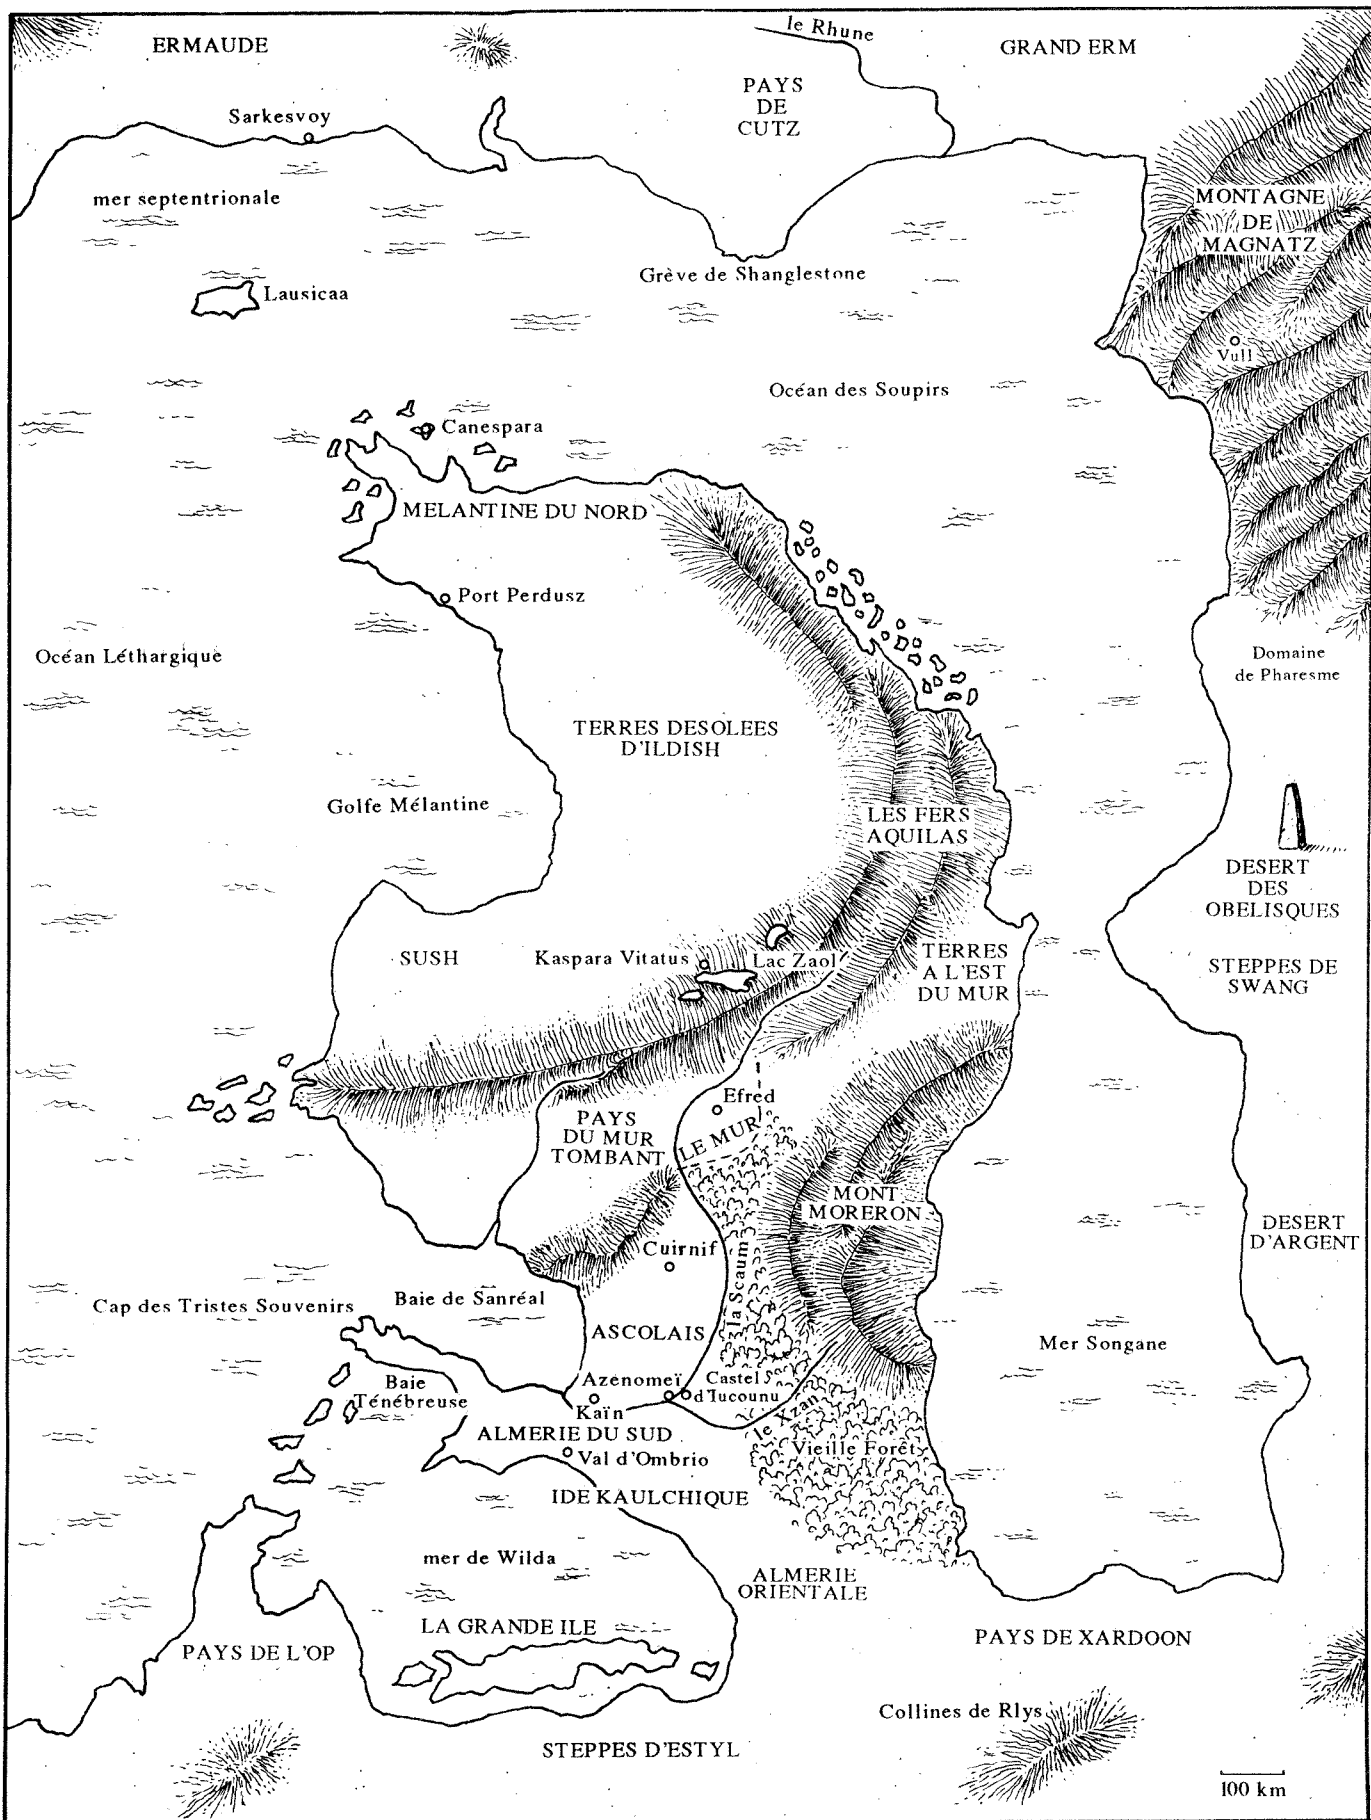 le Rhune
ERMAUDE
GRAND ERM
PAYS
DE
CUTZ
Sarkesvoy
mer septentrionale
MONTAGNE
DE
MAGNATZ
Grève de Shanglestone
Lausicaa
Vull
Océan des Soupirs
Canespara
MELANTINE DU NORD
Port Perdusz
Océan Léthargique
Domaine
de Pharesme
TERRES DESOLEES
D'ILDISH
Golfe Mélantine
LES FERS
AQUILAS
DESERT
DES
OBELISQUES
SUSH
Kaspara Vitatus
Lac Zaol
TERRES
A L'EST
DU MUR
STEPPES DE
SWANG
Efred
PAYS
DU MUR
TOMBANT
LE MUR
MONT
MORERON
DESERT
D'ARGENT
Cuirnif
la Scaum
Cap des Tristes Souvenirs
Baie de Sanréal
ASCOLAIS
Mer Songane
Baie
Ténébreuse
Azenomeï
Castel
d'Iucounu
Kaïn
le Xzan
ALMERIE DU SUD
Val d'Ombrio
Vieille Forêt
IDE KAULCHIQUE
mer de Wilda
ALMERIE
ORIENTALE
LA GRANDE ILE
PAYS DE L'OP
PAYS DE XARDOON
Collines de Rlys
STEPPES D'ESTYL
100 km